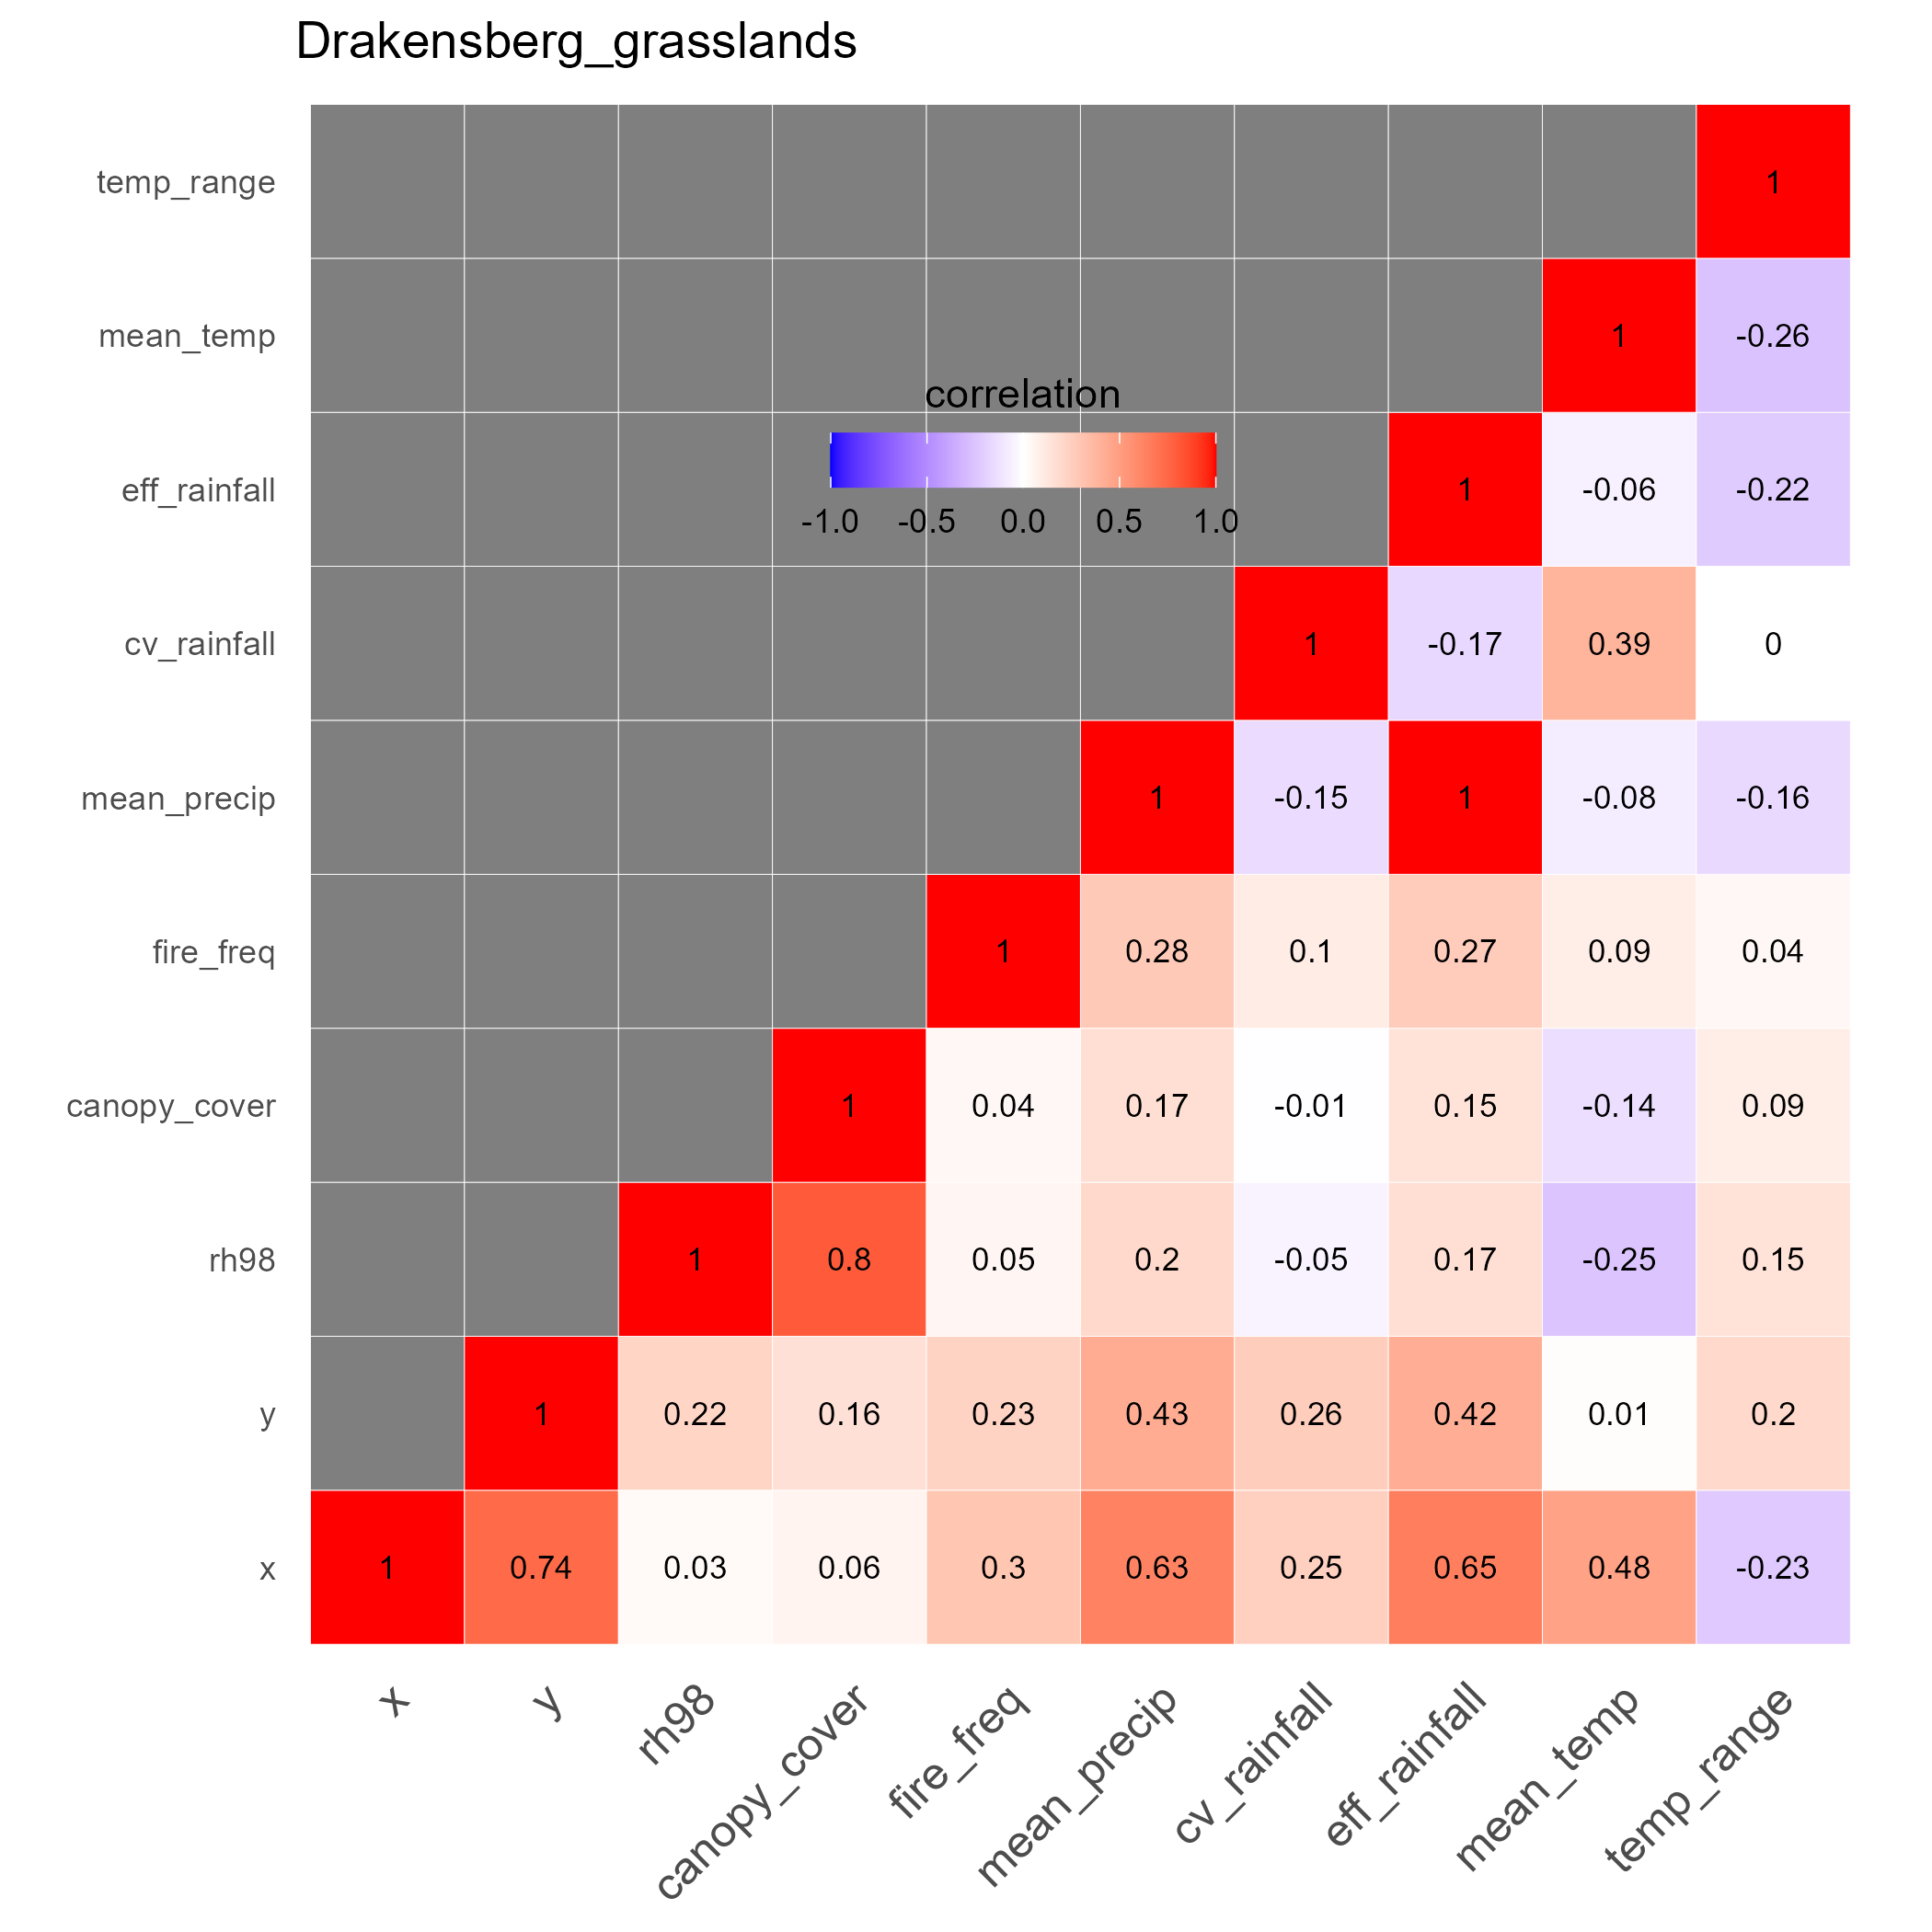 Drakensberg_grasslands
temp_range 1
mean_temp 1 -0.26
correlation
-1.0 -0.5 0.0 0.5 1.0
eff_rainfall 1 -0.06 -0.22
cv_rainfall 1 -0.17 0.39 0
mean_precip 1 -0.15 1 -0.08 -0.16
fire_freq 1 0.28 0.1 0.27 0.09 0.04
canopy_cover 1 0.04 0.17 -0.01 0.15 -0.14 0.09
rh98 1 0.8 0.05 0.2 -0.05 0.17 -0.25 0.15
y 1 0.22 0.16 0.23 0.43 0.26 0.42 0.01 0.2
x 1 0.74 0.03 0.06 0.3 0.63 0.25 0.65 0.48 -0.23
x y rh98 canopy_cover fire_freq mean_precip cv_rainfall eff_rainfall mean_temp temp_range